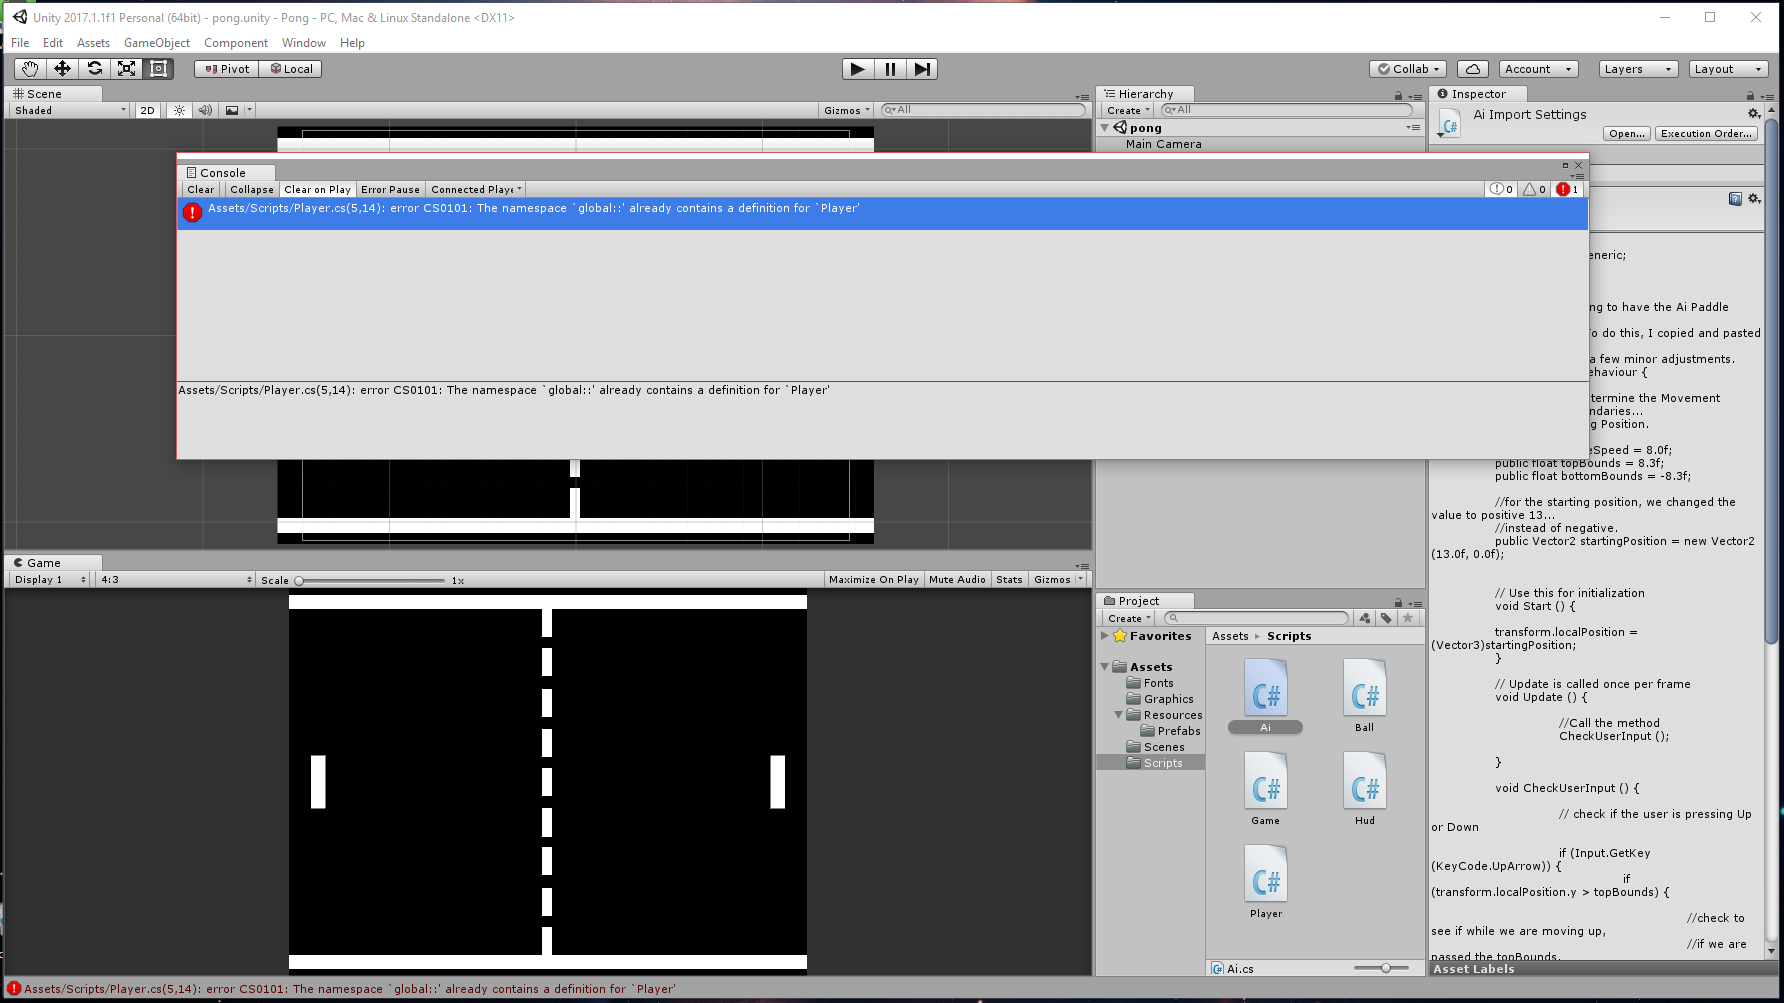 Unity 2017.1.1f1 Personal (64bit) - pong.unity - Pong - PC, Mac & Linux Standalone <DX11>
File Edit Assets GameObject Component Window Help
Pivot Local Collab Account Layers Layout
Scene
Shaded 2D Gizmos All
Hierarchy
Create All
pong
Main Camera
Inspector
Ai Import Settings
Open... Execution Order...
Console
Clear Collapse Clear on Play Error Pause Connected Playe 0 0 1
Assets/Scripts/Player.cs(5,14): error CS0101: The namespace `global::' already contains a definition for `Player'
Assets/Scripts/Player.cs(5,14): error CS0101: The namespace `global::' already contains a definition for `Player'
eneric;
ng to have the Ai Paddle
o do this, I copied and pasted
a few minor adjustments.
ehaviour {
termine the Movement
ndaries...
g Position.
eSpeed = 8.0f;
public float topBounds = 8.3f;
public float bottomBounds = -8.3f;
//for the starting position, we changed the
value to positive 13...
//instead of negative.
public Vector2 startingPosition = new Vector2
(13.0f, 0.0f);
// Use this for initialization
void Start () {
transform.localPosition =
(Vector3)startingPosition;
}
// Update is called once per frame
void Update () {
//Call the method
CheckUserInput ();
}
void CheckUserInput () {
// check if the user is pressing Up
or Down
if (Input.GetKey
(KeyCode.UpArrow)) {
if
(transform.localPosition.y > topBounds) {
//check to
see if while we are moving up,
//if we are
passed the topBounds.
Asset Labels
Game
Display 1 4:3 Scale 1x Maximize On Play Mute Audio Stats Gizmos
Project
Create
Favorites
Assets
Fonts
Graphics
Resources
Prefabs
Scenes
Scripts
Assets Scripts
C# C#
Ai Ball
C# C#
Game Hud
C#
Player
Ai.cs
Assets/Scripts/Player.cs(5,14): error CS0101: The namespace `global::' already contains a definition for `Player'